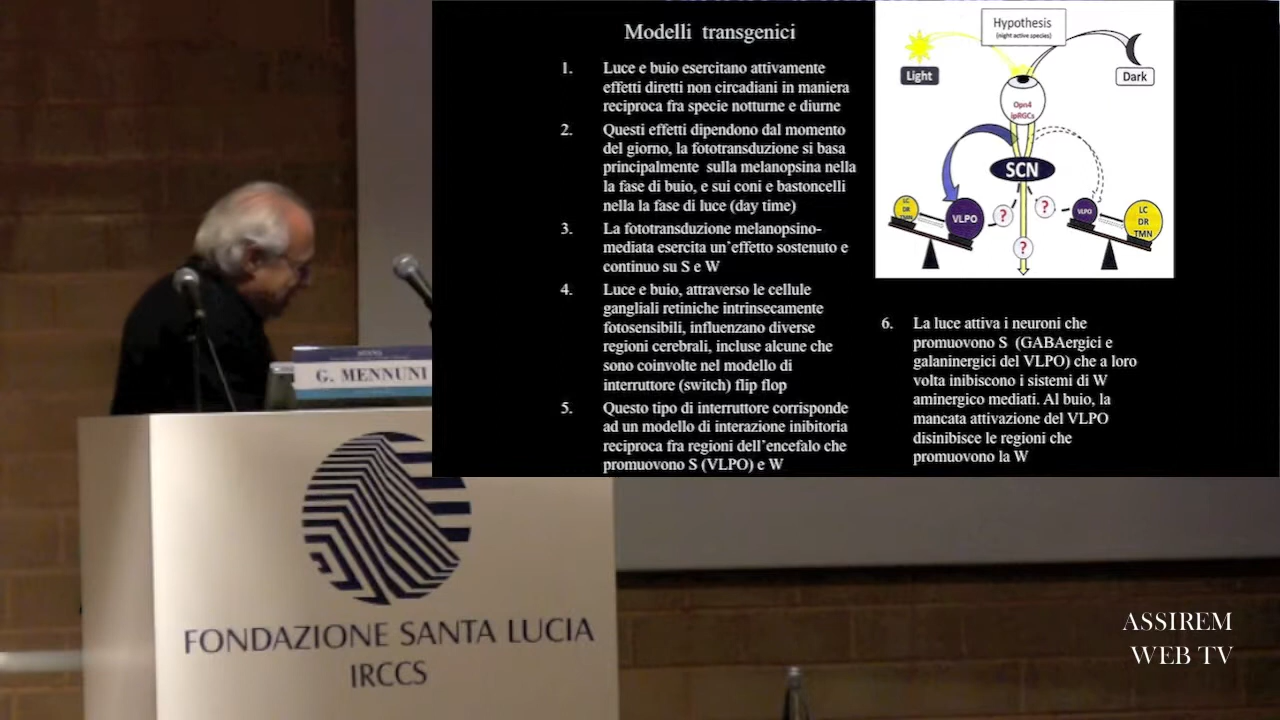 Modelli transgenici
1. Luce e buio esercitano attivamente
effetti diretti non circadiani in maniera
reciproca fra specie notturne e diurne
2. Questi effetti dipendono dal momento
del giorno, la fototransduzione si basa
principalmente sulla melanopsina nella
la fase di buio, e sui coni e bastoncelli
nella la fase di luce (day time)
3. La fototransduzione melanopsino-
mediata esercita un'effetto sostenuto e
continuo su S e W
4. Luce e buio, attraverso le cellule
gangliali retiniche intrinsecamente
fotosensibili, influenzano diverse
regioni cerebrali, incluse alcune che
sono coinvolte nel modello di
interruttore (switch) flip flop
5. Questo tipo di interruttore corrisponde
ad un modello di interazione inibitoria
reciproca fra regioni dell'encefalo che
promuovono S (VLPO) e W
Hypothesis
(night active species)
Light
Dark
Opn4
ipRGCs
SCN
LC
DR
TMN
VLPO
?
?
?
VLPO
LC
DR
TMN
6. La luce attiva i neuroni che
promuovono S (GABAergici e
galaninergici del VLPO) che a loro
volta inibiscono i sistemi di W
aminergico mediati. Al buio, la
mancata attivazione del VLPO
disinibisce le regioni che
promuovono la W
G. MENNUNI
FONDAZIONE SANTA LUCIA
IRCCS
ASSIREM
WEB TV